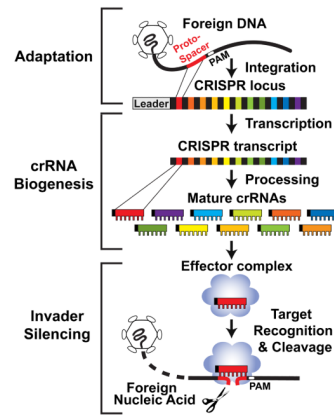 Foreign DNA
Proto-
Spacer
PAM
Adaptation
Integration
CRISPR locus
Leader
Transcription
crRNA
Biogenesis
CRISPR transcript
Processing
Mature crRNAs
Effector complex
Invader
Silencing
Target
Recognition
& Cleavage
PAM
Foreign
Nucleic Acid